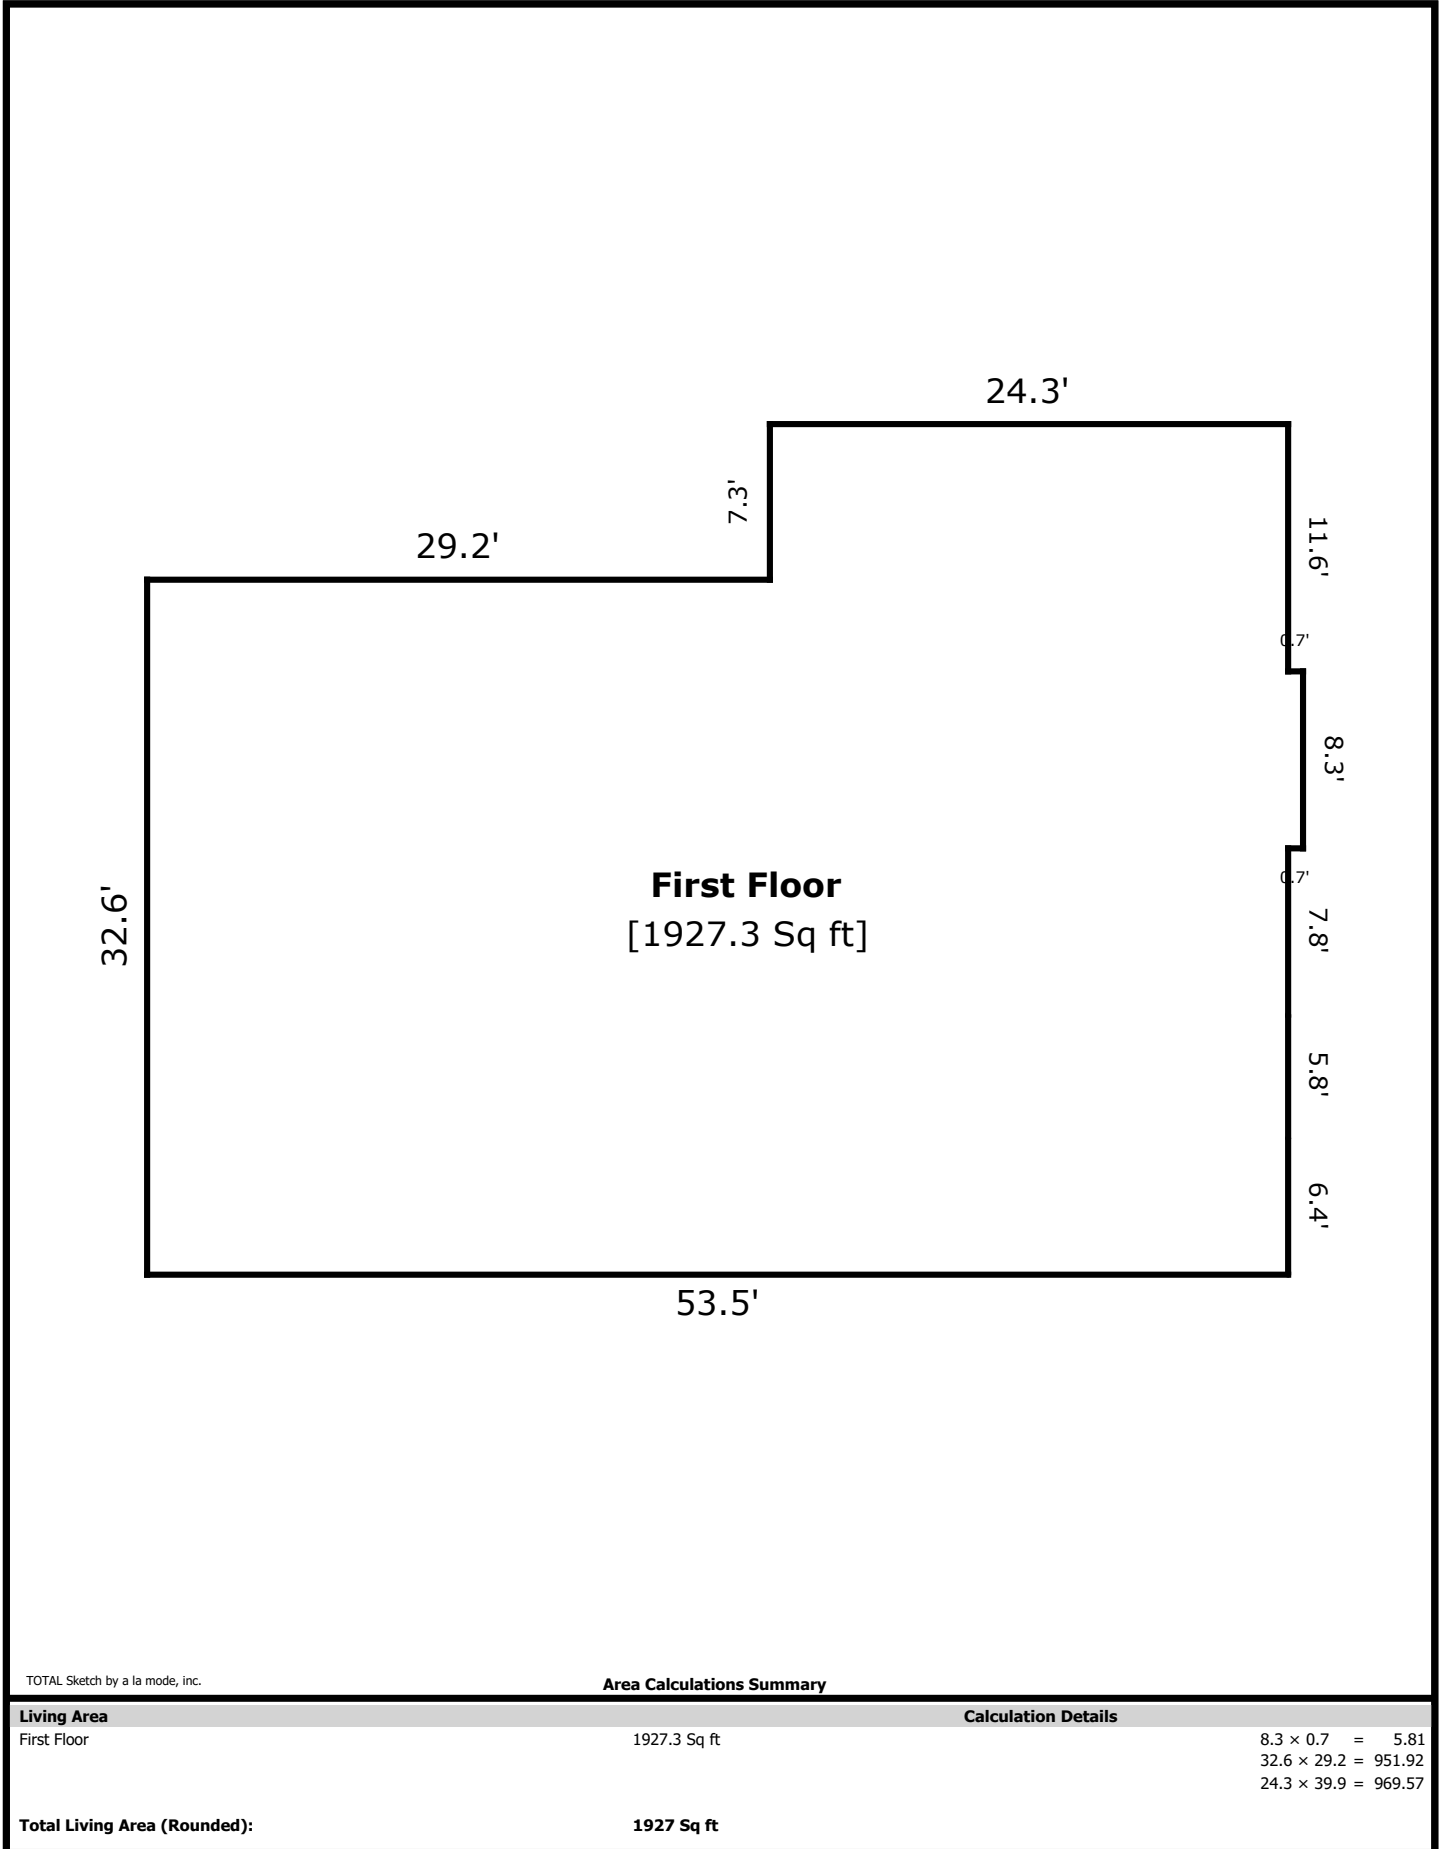 24.3'
7.3'
29.2'
11.6'
0.7'
8.3'
First Floor
[1927.3 Sq ft]
32.6'
0.7'
7.8'
5.8'
6.4'
53.5'
TOTAL Sketch by a la mode, inc.
Area Calculations Summary
Living Area Calculation Details
First Floor 1927.3 Sq ft 8.3 × 0.7 = 5.81
32.6 × 29.2 = 951.92
24.3 × 39.9 = 969.57
Total Living Area (Rounded): 1927 Sq ft